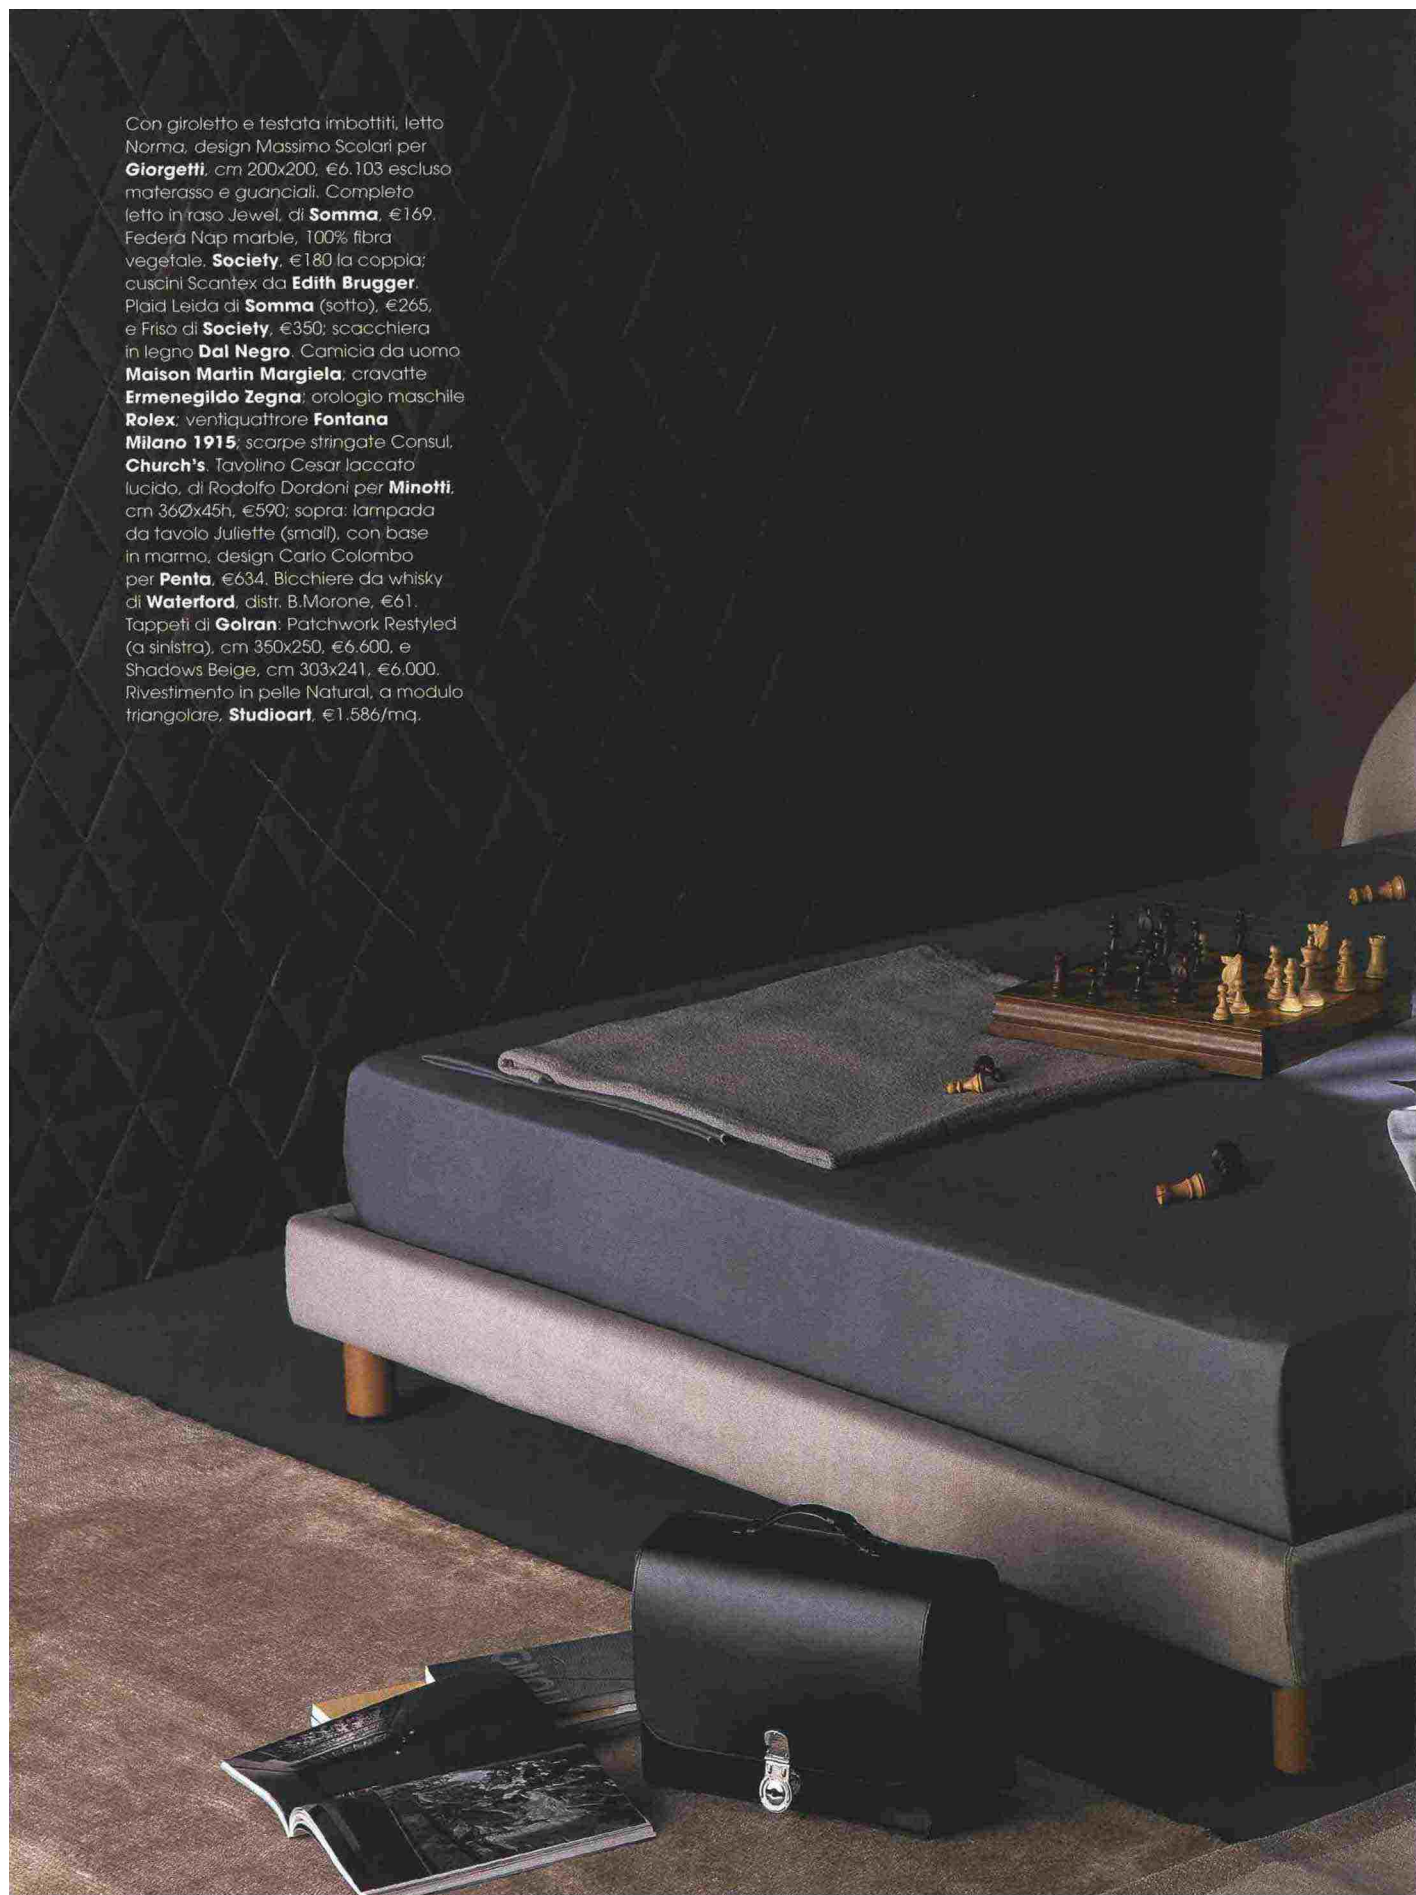 Con giroletto e testata imbottiti, letto
Norma, design Massimo Scolari per
Giorgetti, cm 200x200, €6.103 escluso
materasso e guanciali. Completo
letto in raso Jewel, di Somma, €169.
Federa Nap marble, 100% fibra
vegetale, Society, €180 la coppia;
cuscini Scantex da Edith Brugger.
Plaid Leida di Somma (sotto), €265,
e Friso di Society, €350; scacchiera
in legno Dal Negro. Camicia da uomo
Maison Martin Margiela; cravatte
Ermenegildo Zegna; orologio maschile
Rolex; ventiquattrore Fontana
Milano 1915; scarpe stringate Consul,
Church's. Tavolino Cesar laccato
lucido, di Rodolfo Dordoni per Minotti,
cm 36Øx45h, €590; sopra: lampada
da tavolo Juliette (small), con base
in marmo, design Carlo Colombo
per Penta, €634. Bicchiere da whisky
di Waterford, distr. B.Morone, €61.
Tappeti di Golran: Patchwork Restyled
(a sinistra), cm 350x250, €6.600, e
Shadows Beige, cm 303x241, €6.000.
Rivestimento in pelle Natural, a modulo
triangolare, Studioart, €1.586/mq.